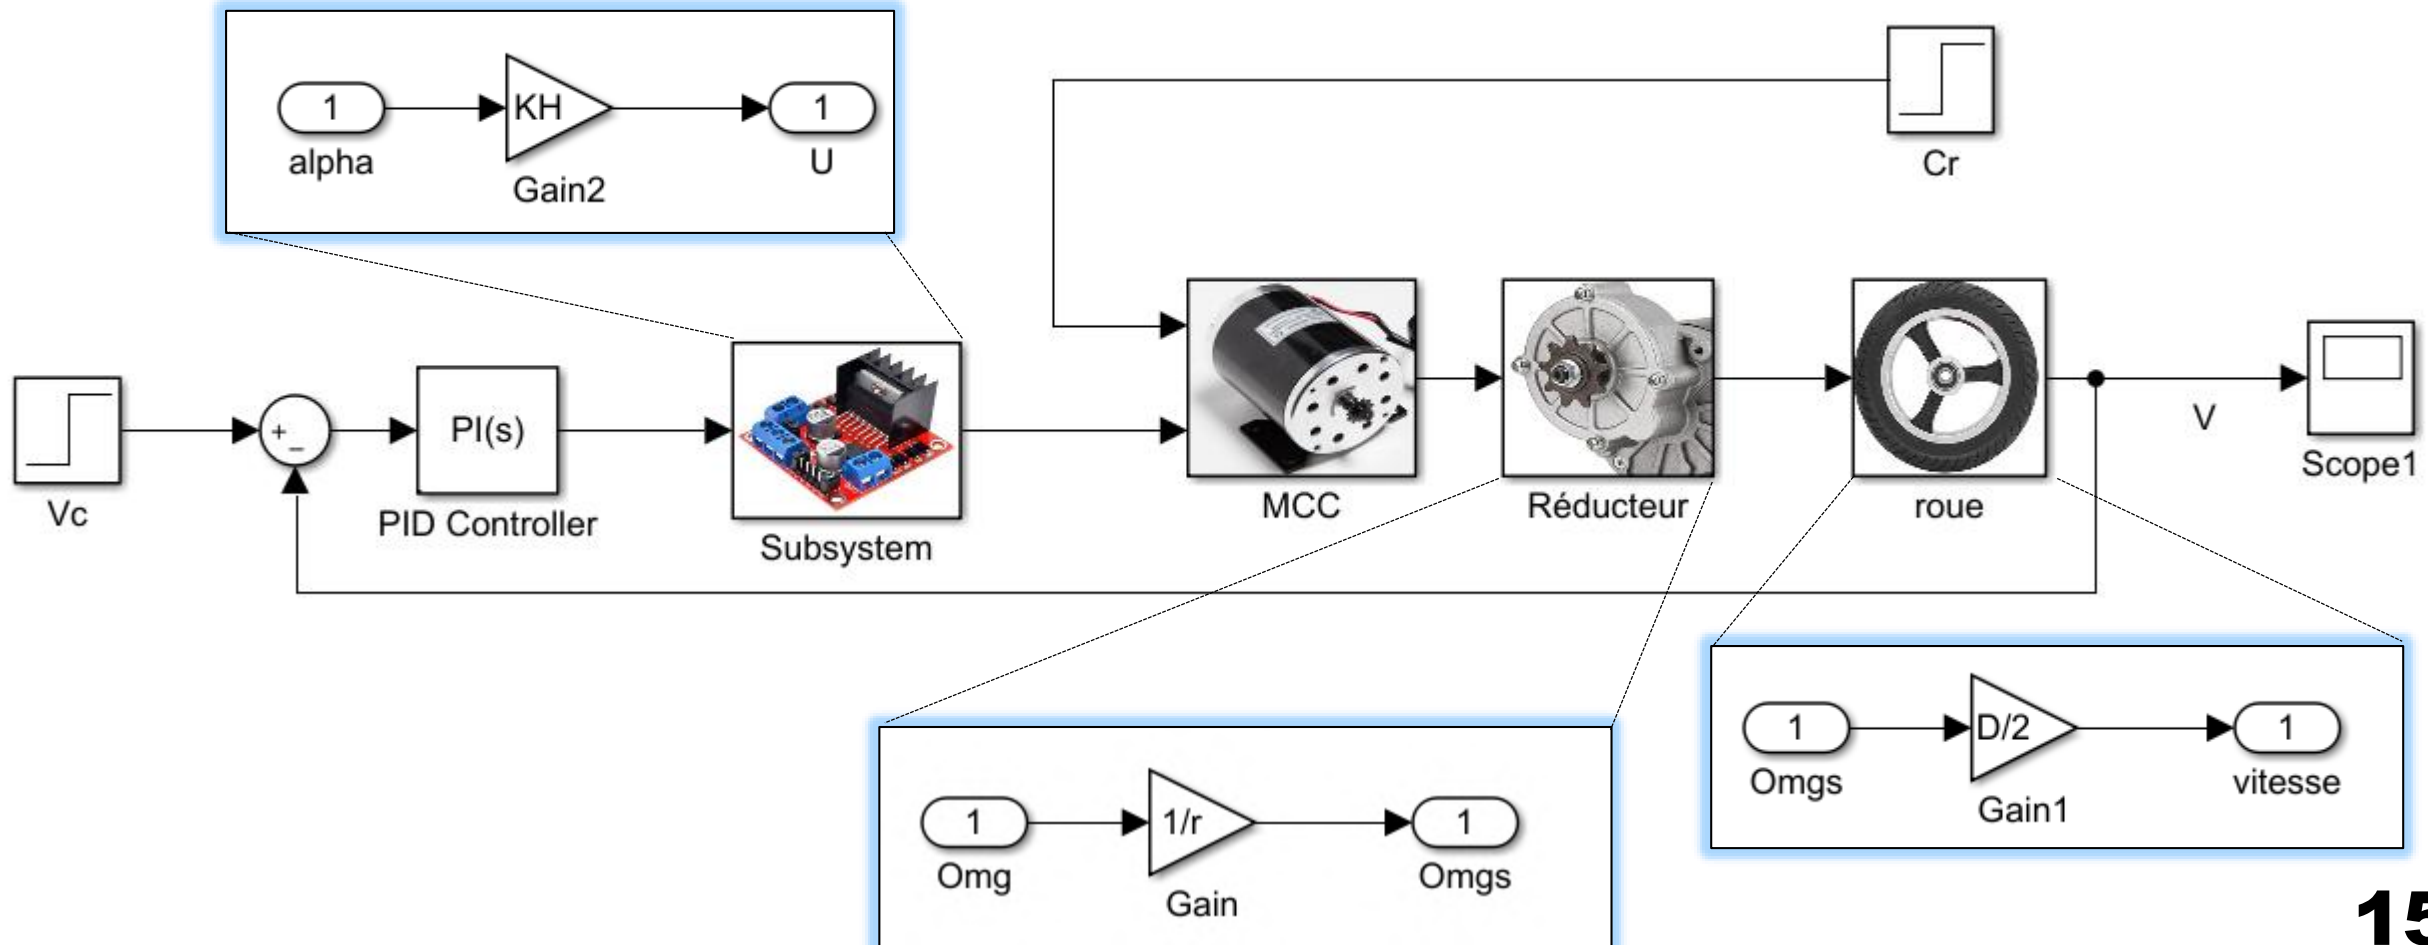 1
KH
1
alpha
U
Gain2
Cr
Vc
+
−
PI(s)
PID Controller
Subsystem
MCC
Réducteur
roue
V
Scope1
1
1/r
1
Omg
Omgs
Gain
1
D/2
1
Omgs
vitesse
Gain1
15